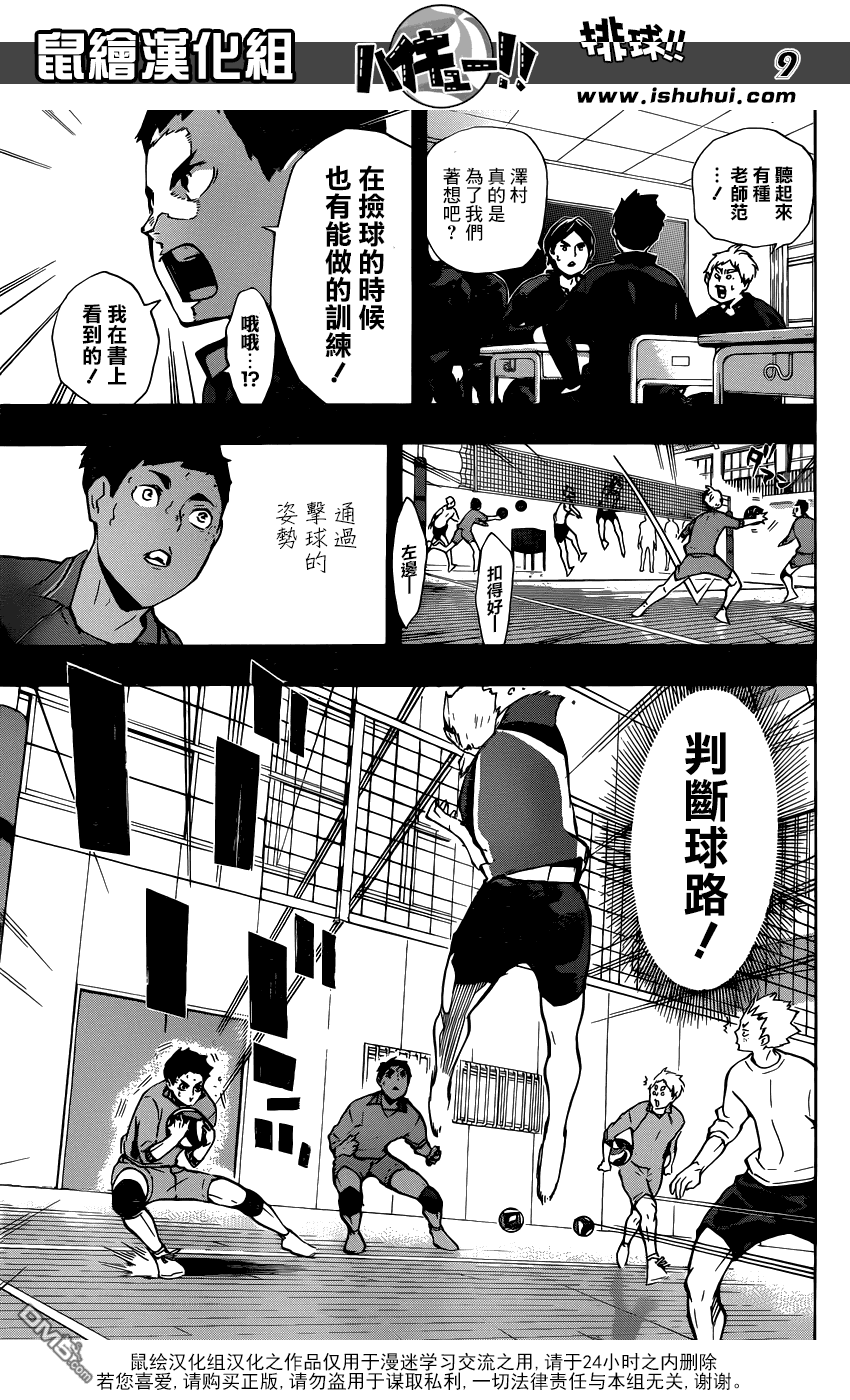 鼠繪漢化組
ハイキュー!!
排球!!
9
www.ishuhui.com
聽起來
有種
老師范
…！
澤村
真的是
為了我們
著想吧？
在撿球的時候
也有能做的訓練！
哦哦…!?
我在書上
看到的！
扣得好ー
左邊ー
通過
擊球的
姿勢
判斷球路！
DM5.COM
鼠绘汉化组汉化之作品仅用于漫迷学习交流之用, 请于24小时之内删除
若您喜爱, 请购买正版, 请勿盗用于谋取私利, 一切法律责任与本组无关, 谢谢。